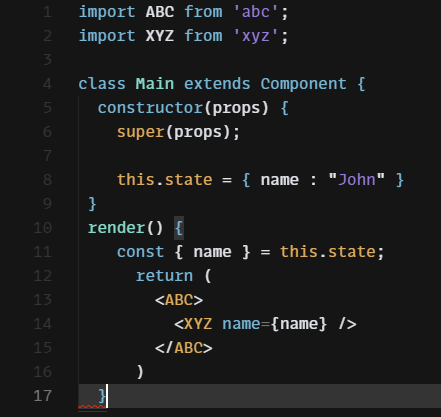 1 import ABC from 'abc';
2 import XYZ from 'xyz';
3
4 class Main extends Component {
5 constructor(props) {
6 super(props);
7
8 this.state = { name : "John" }
9 }
10 render() {
11 const { name } = this.state;
12 return (
13 <ABC>
14 <XYZ name={name} />
15 </ABC>
16 )
17 }